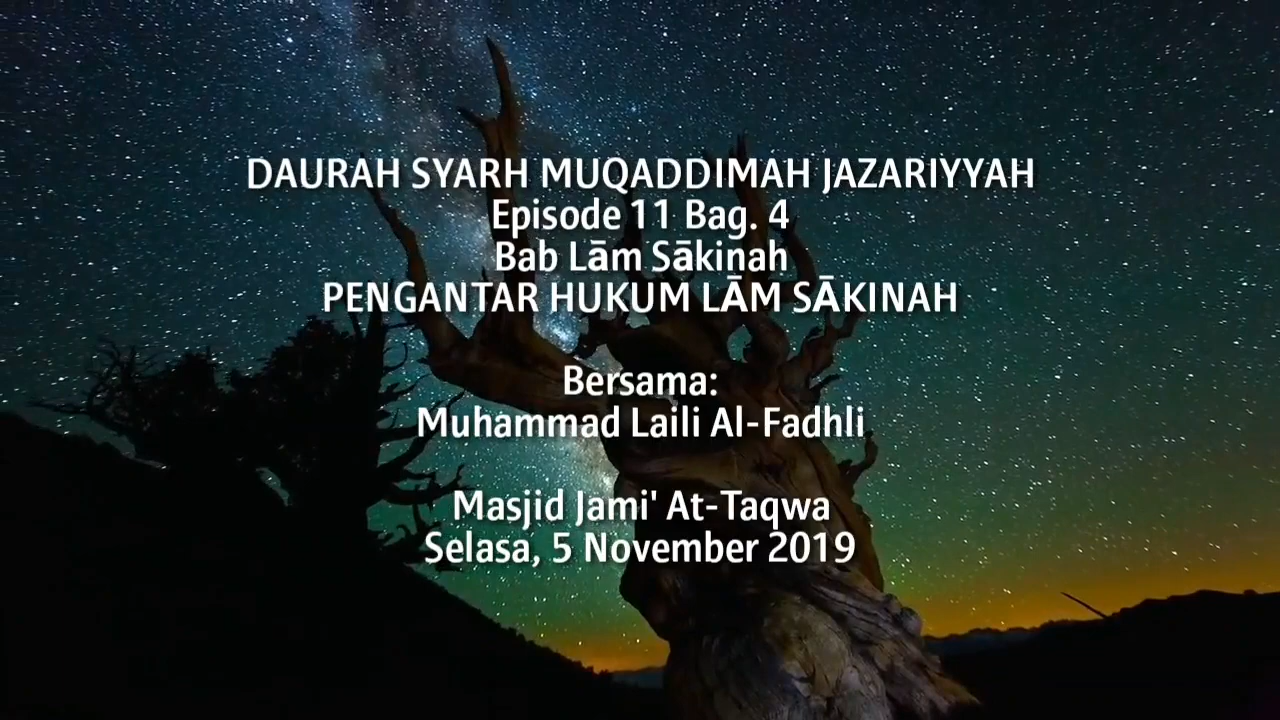 DAURAH SYARH MUQADDIMAH JAZARIYYAH
Episode 11 Bag. 4
Bab Lām Sākinah
PENGANTAR HUKUM LĀM SĀKINAH
Bersama:
Muhammad Laili Al-Fadhli
Masjid Jami' At-Taqwa
Selasa, 5 November 2019